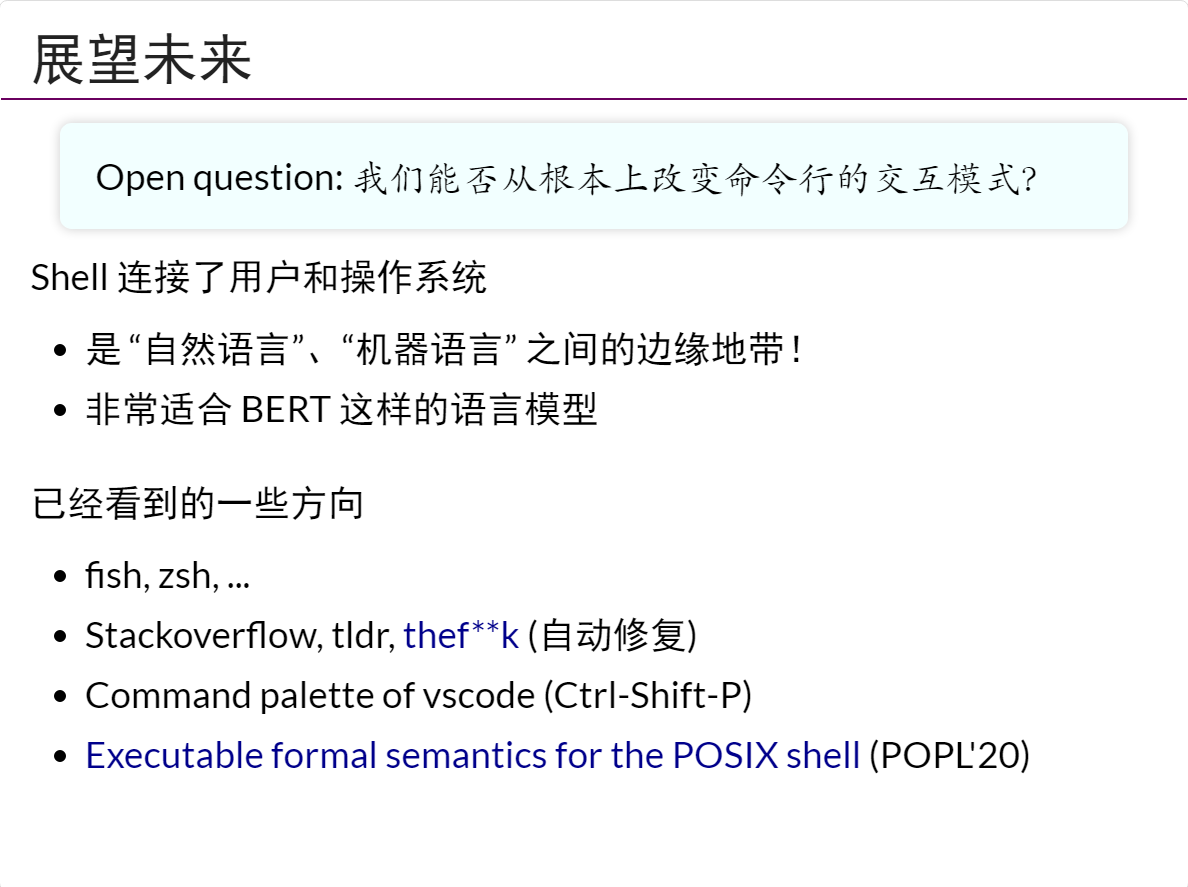 展望未来
Open question: 我们能否从根本上改变命令行的交互模式?
Shell 连接了用户和操作系统
• 是 “自然语言”、“机器语言” 之间的边缘地带！
• 非常适合 BERT 这样的语言模型
已经看到的一些方向
• fish, zsh, ...
• Stackoverflow, tldr, thef**k (自动修复)
• Command palette of vscode (Ctrl-Shift-P)
• Executable formal semantics for the POSIX shell (POPL'20)